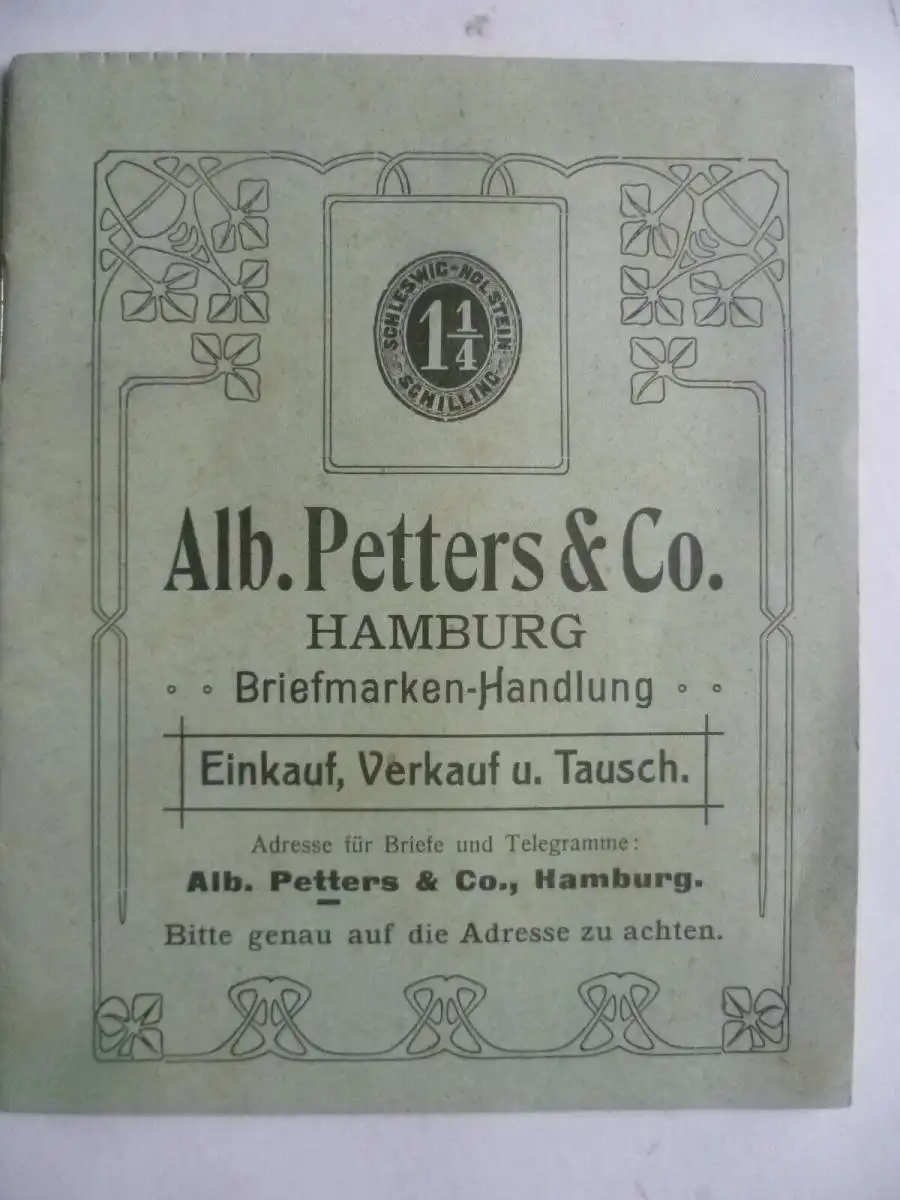 SCHLESWIG-HOLSTEIN
1 1/4
SCHILLING
Alb. Petters & Co.
HAMBURG
Briefmarken-Handlung
Einkauf, Verkauf u. Tausch.
Adresse für Briefe und Telegramme:
Alb. Petters & Co., Hamburg.
Bitte genau auf die Adresse zu achten.